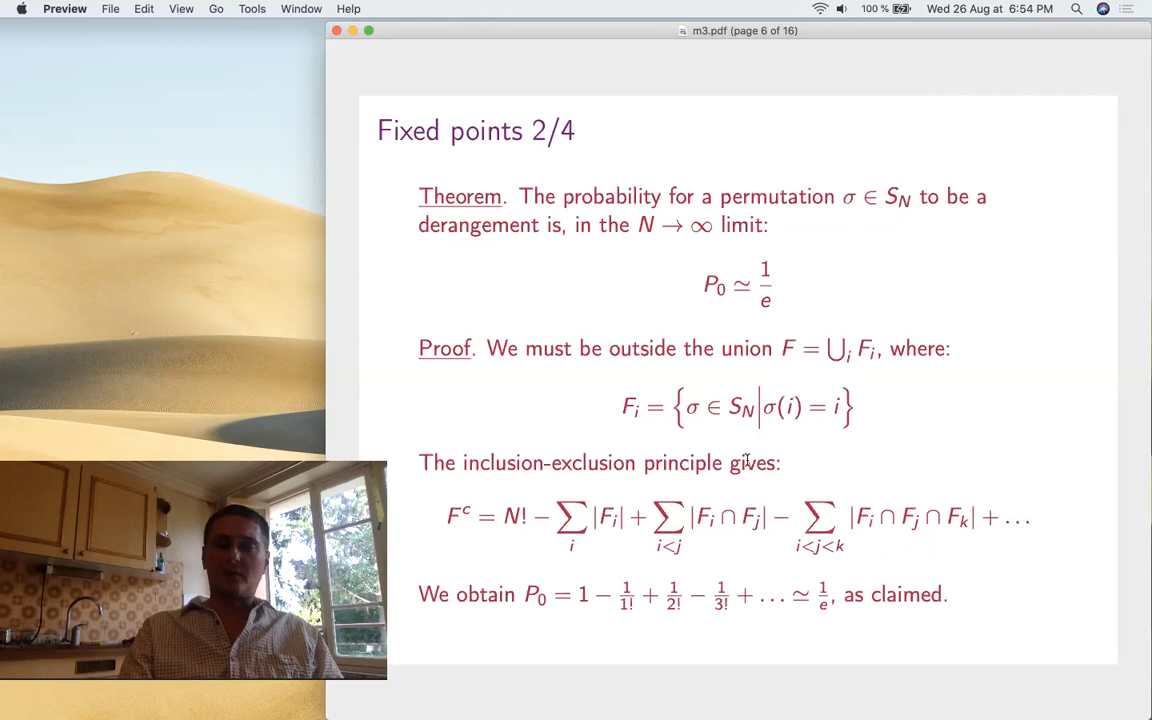 Preview File Edit View Go Tools Window Help 100 % Wed 26 Aug at 6:54 PM
m3.pdf (page 6 of 16)
Fixed points 2/4
Theorem. The probability for a permutation σ ∈ S_N to be a
derangement is, in the N → ∞ limit:
P_0 ≃ 1/e
Proof. We must be outside the union F = ⋃_i F_i, where:
F_i = {σ ∈ S_N | σ(i) = i}
The inclusion-exclusion principle gives:
F^c = N! − ∑_i |F_i| + ∑_{i<j} |F_i ∩ F_j| − ∑_{i<j<k} |F_i ∩ F_j ∩ F_k| + ...
We obtain P_0 = 1 − 1/1! + 1/2! − 1/3! + ... ≃ 1/e, as claimed.